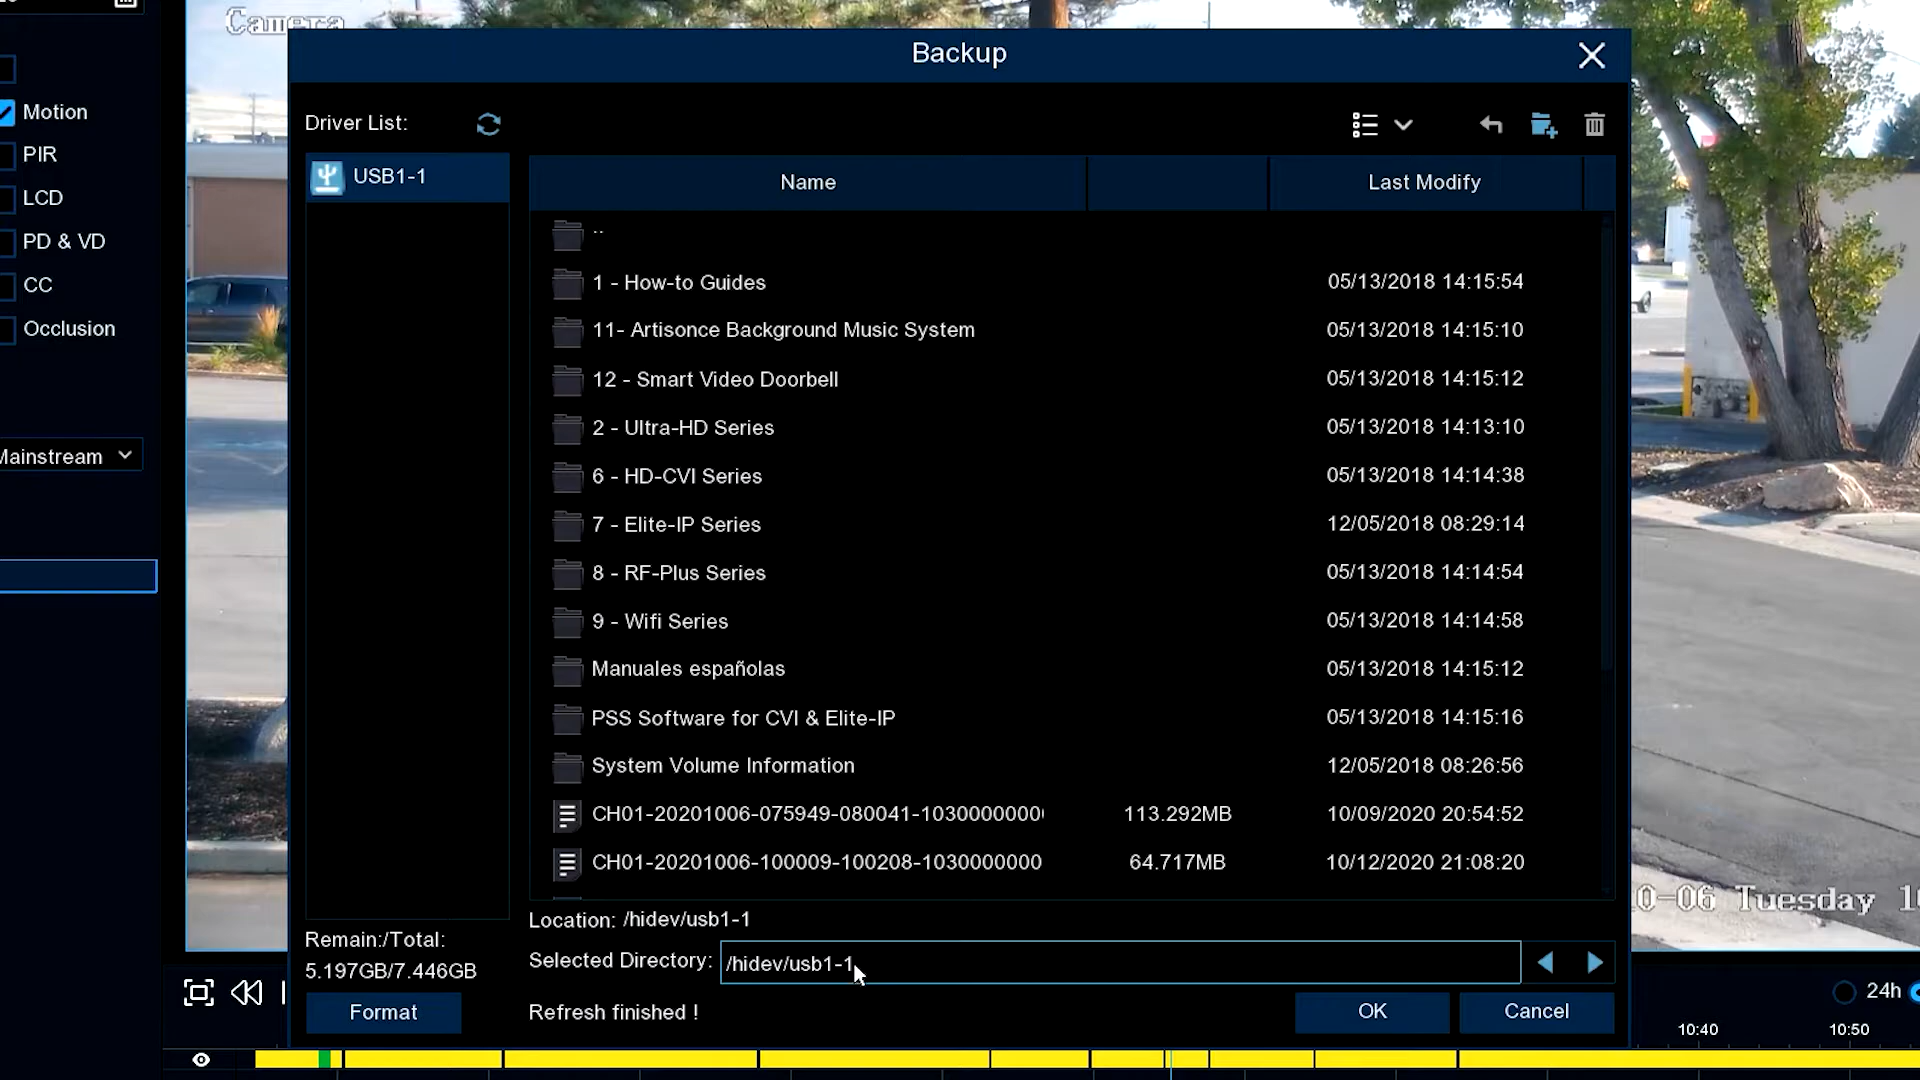 Camera
Backup
Motion
PIR
LCD
PD & VD
CC
Occlusion
Mainstream
Driver List:
USB1-1
Name
Last Modify
..
1 - How-to Guides 05/13/2018 14:15:54
11- Artisonce Background Music System 05/13/2018 14:15:10
12 - Smart Video Doorbell 05/13/2018 14:15:12
2 - Ultra-HD Series 05/13/2018 14:13:10
6 - HD-CVI Series 05/13/2018 14:14:38
7 - Elite-IP Series 12/05/2018 08:29:14
8 - RF-Plus Series 05/13/2018 14:14:54
9 - Wifi Series 05/13/2018 14:14:58
Manuales españolas 05/13/2018 14:15:12
PSS Software for CVI & Elite-IP 05/13/2018 14:15:16
System Volume Information 12/05/2018 08:26:56
CH01-20201006-075949-080041-1030000000 113.292MB 10/09/2020 20:54:52
CH01-20201006-100009-100208-1030000000 64.717MB 10/12/2020 21:08:20
0-06 Tuesday 10
Location: /hidev/usb1-1
Remain:/Total:
5.197GB/7.446GB
Selected Directory: /hidev/usb1-1
Format
Refresh finished !
OK
Cancel
24h
10:40
10:50